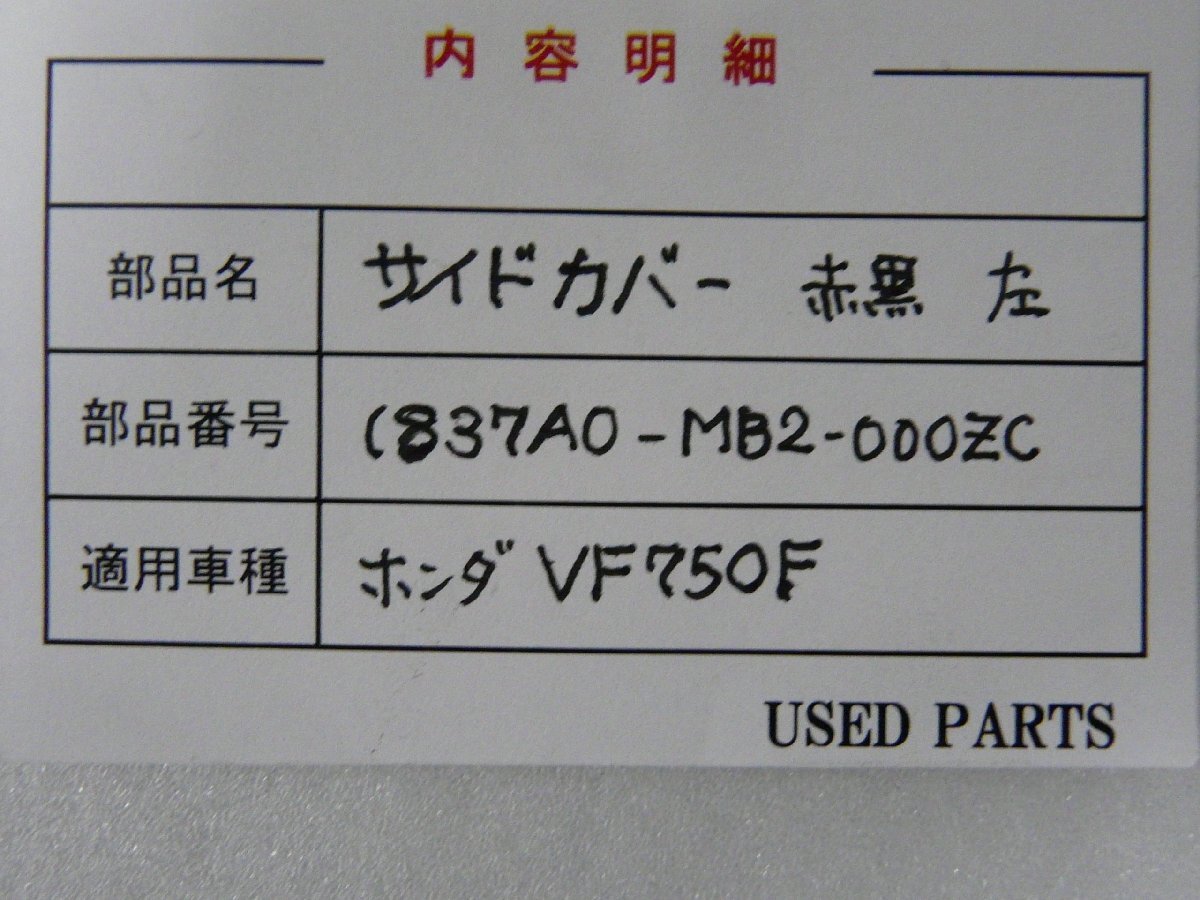 内容明細
部品名 サイドカバー 赤黒 左
部品番号 (837A0-MB2-000ZC
適用車種 ホンダ VF750F
USED PARTS